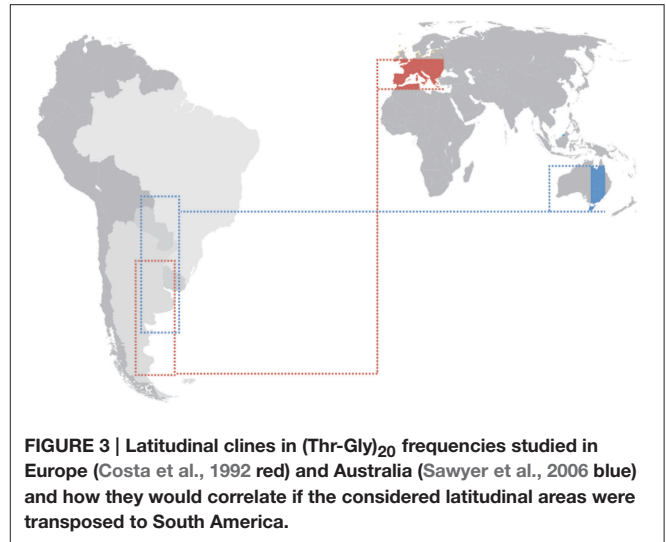 FIGURE 3 | Latitudinal clines in (Thr-Gly)20 frequencies studied in
Europe (Costa et al., 1992 red) and Australia (Sawyer et al., 2006 blue)
and how they would correlate if the considered latitudinal areas were
transposed to South America.